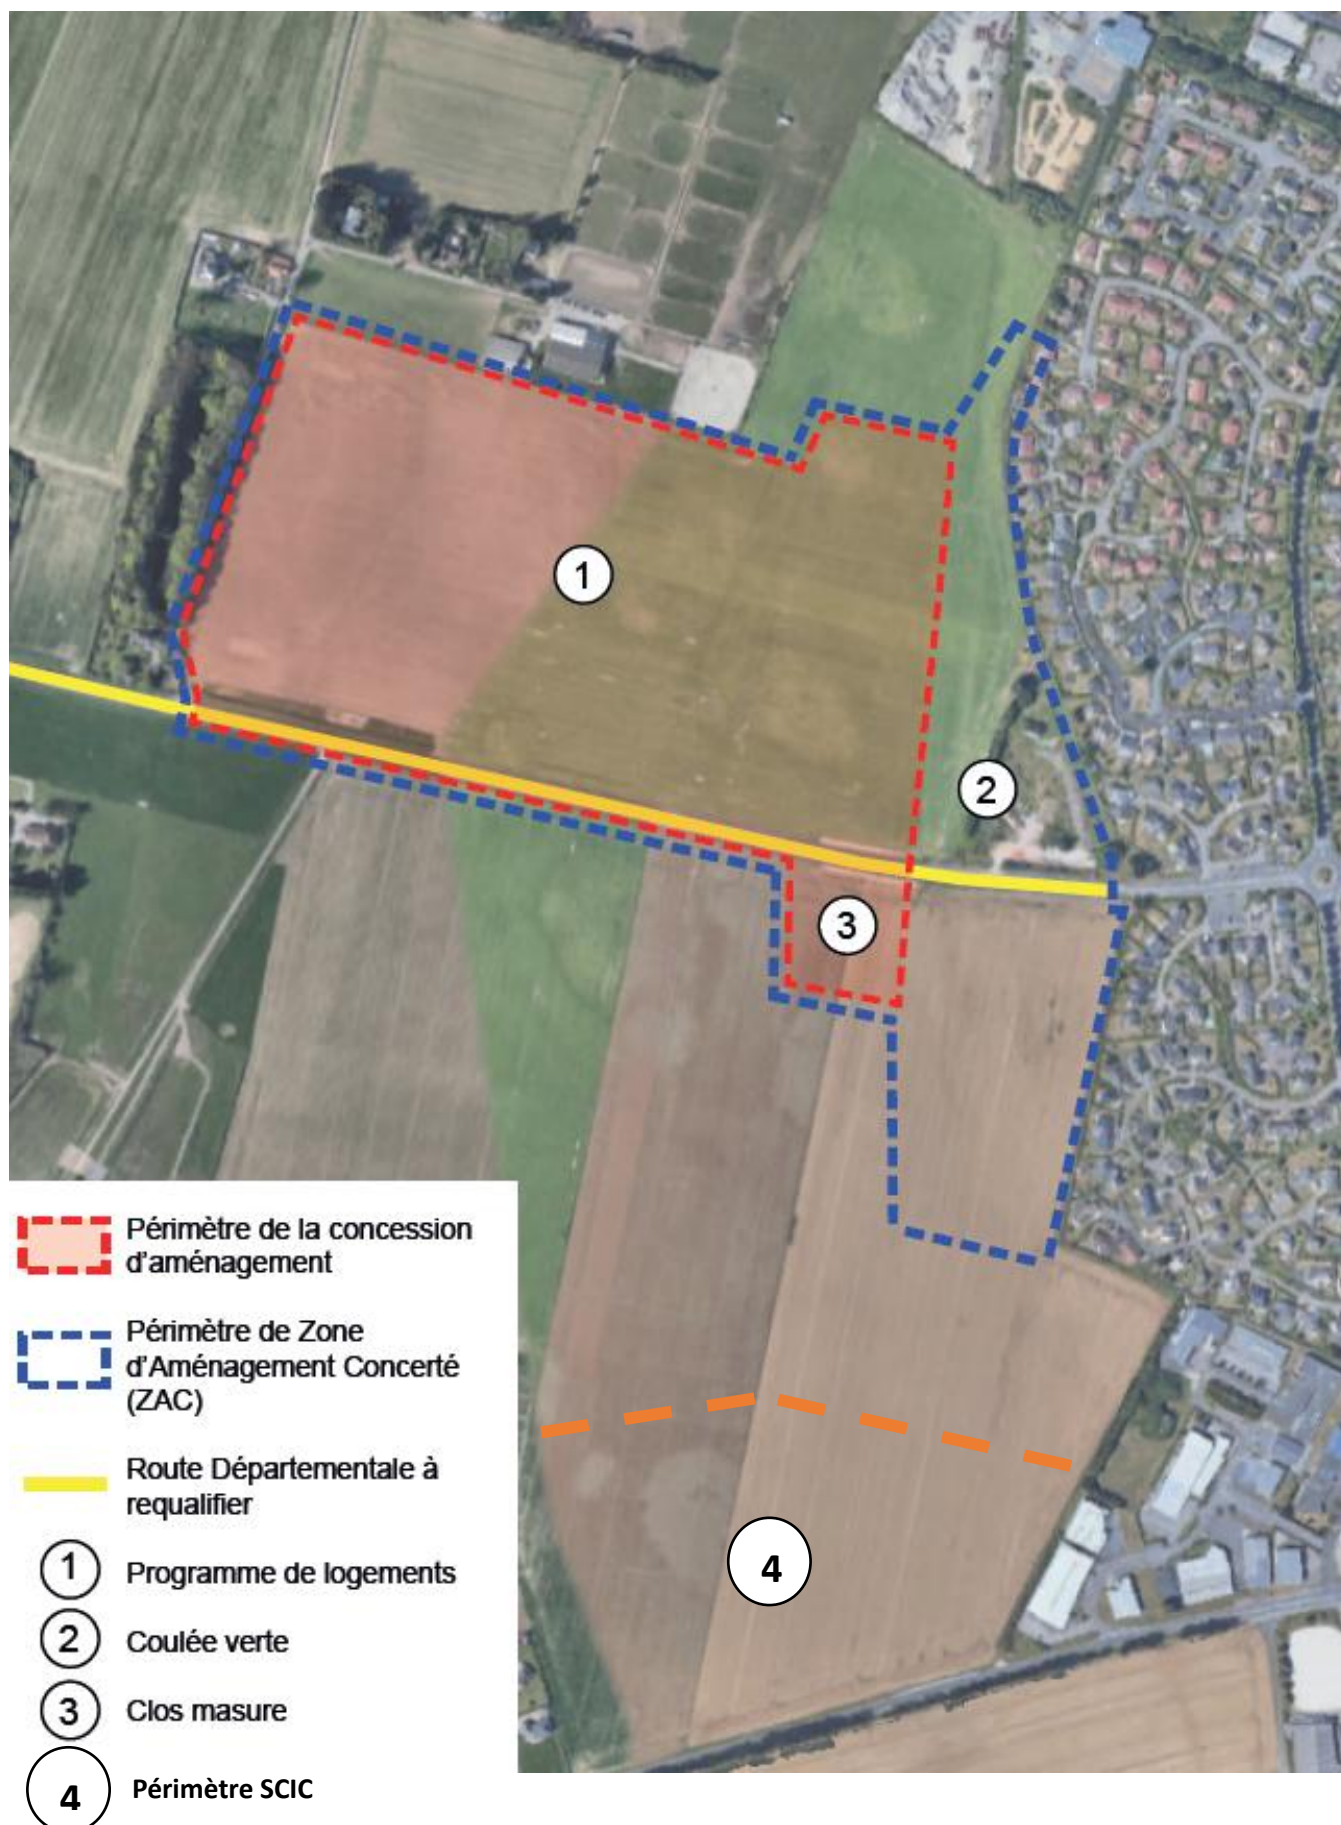 1
2
3
4
Périmètre de la concession
d'aménagement
Périmètre de Zone
d'Aménagement Concerté
(ZAC)
Route Départementale à
requalifier
1 Programme de logements
2 Coulée verte
3 Clos masure
4 Périmètre SCIC